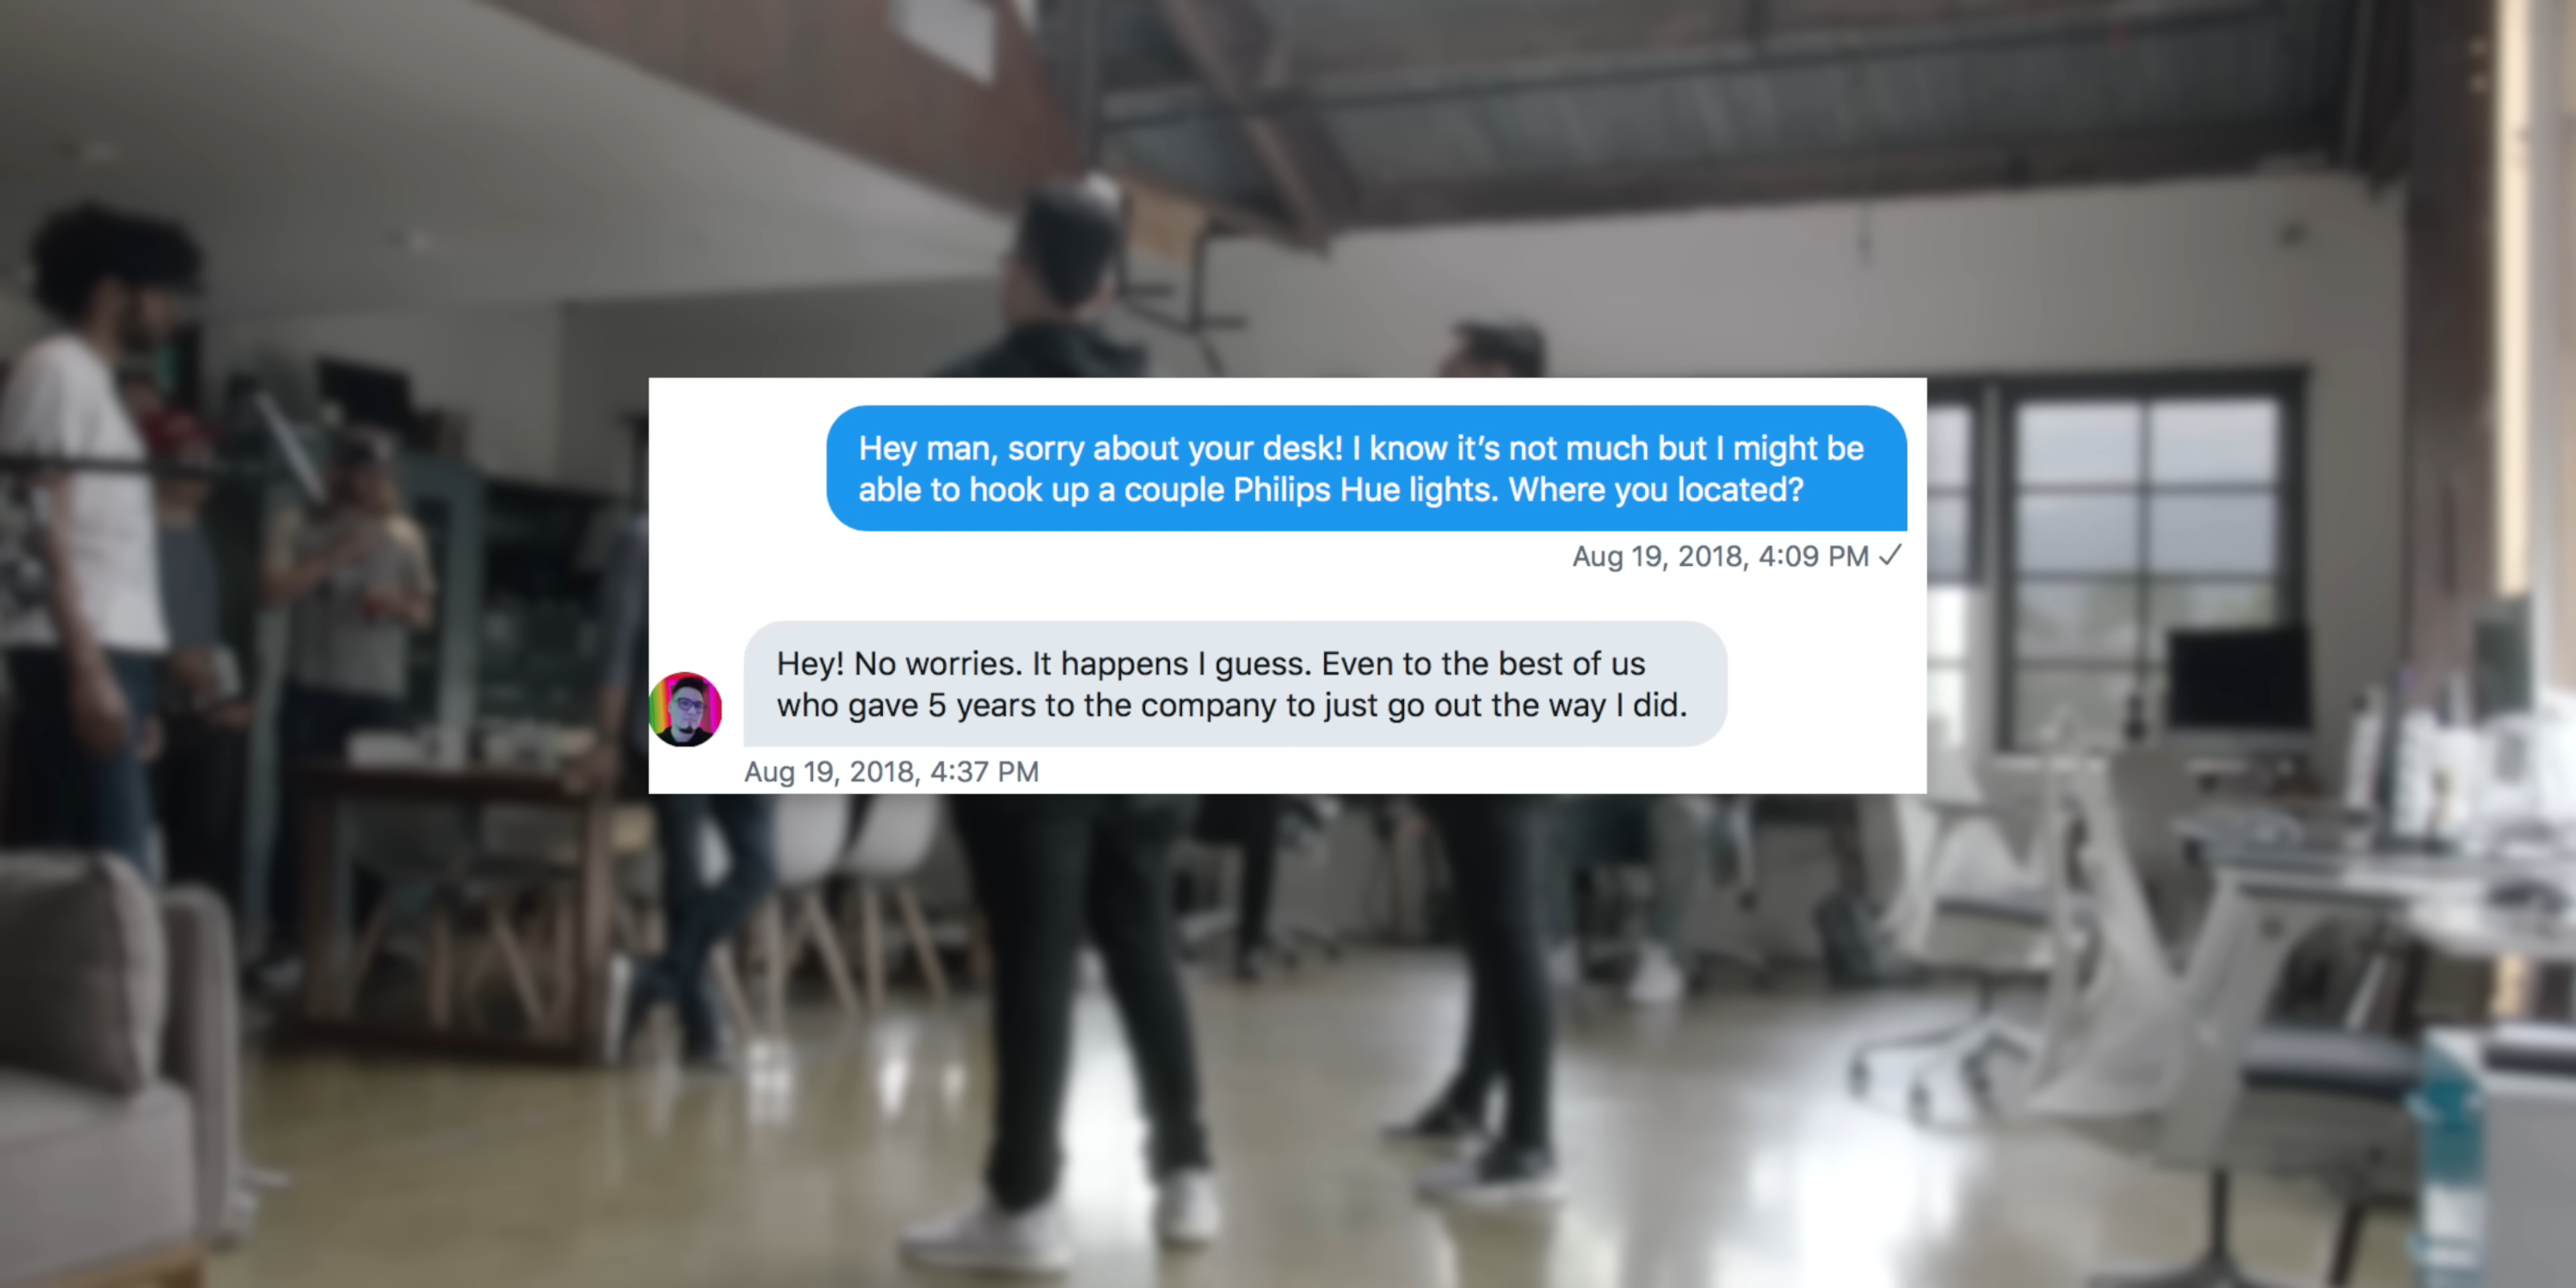 Hey man, sorry about your desk! I know it’s not much but I might be
able to hook up a couple Philips Hue lights. Where you located?
Aug 19, 2018, 4:09 PM ✓
Hey! No worries. It happens I guess. Even to the best of us
who gave 5 years to the company to just go out the way I did.
Aug 19, 2018, 4:37 PM